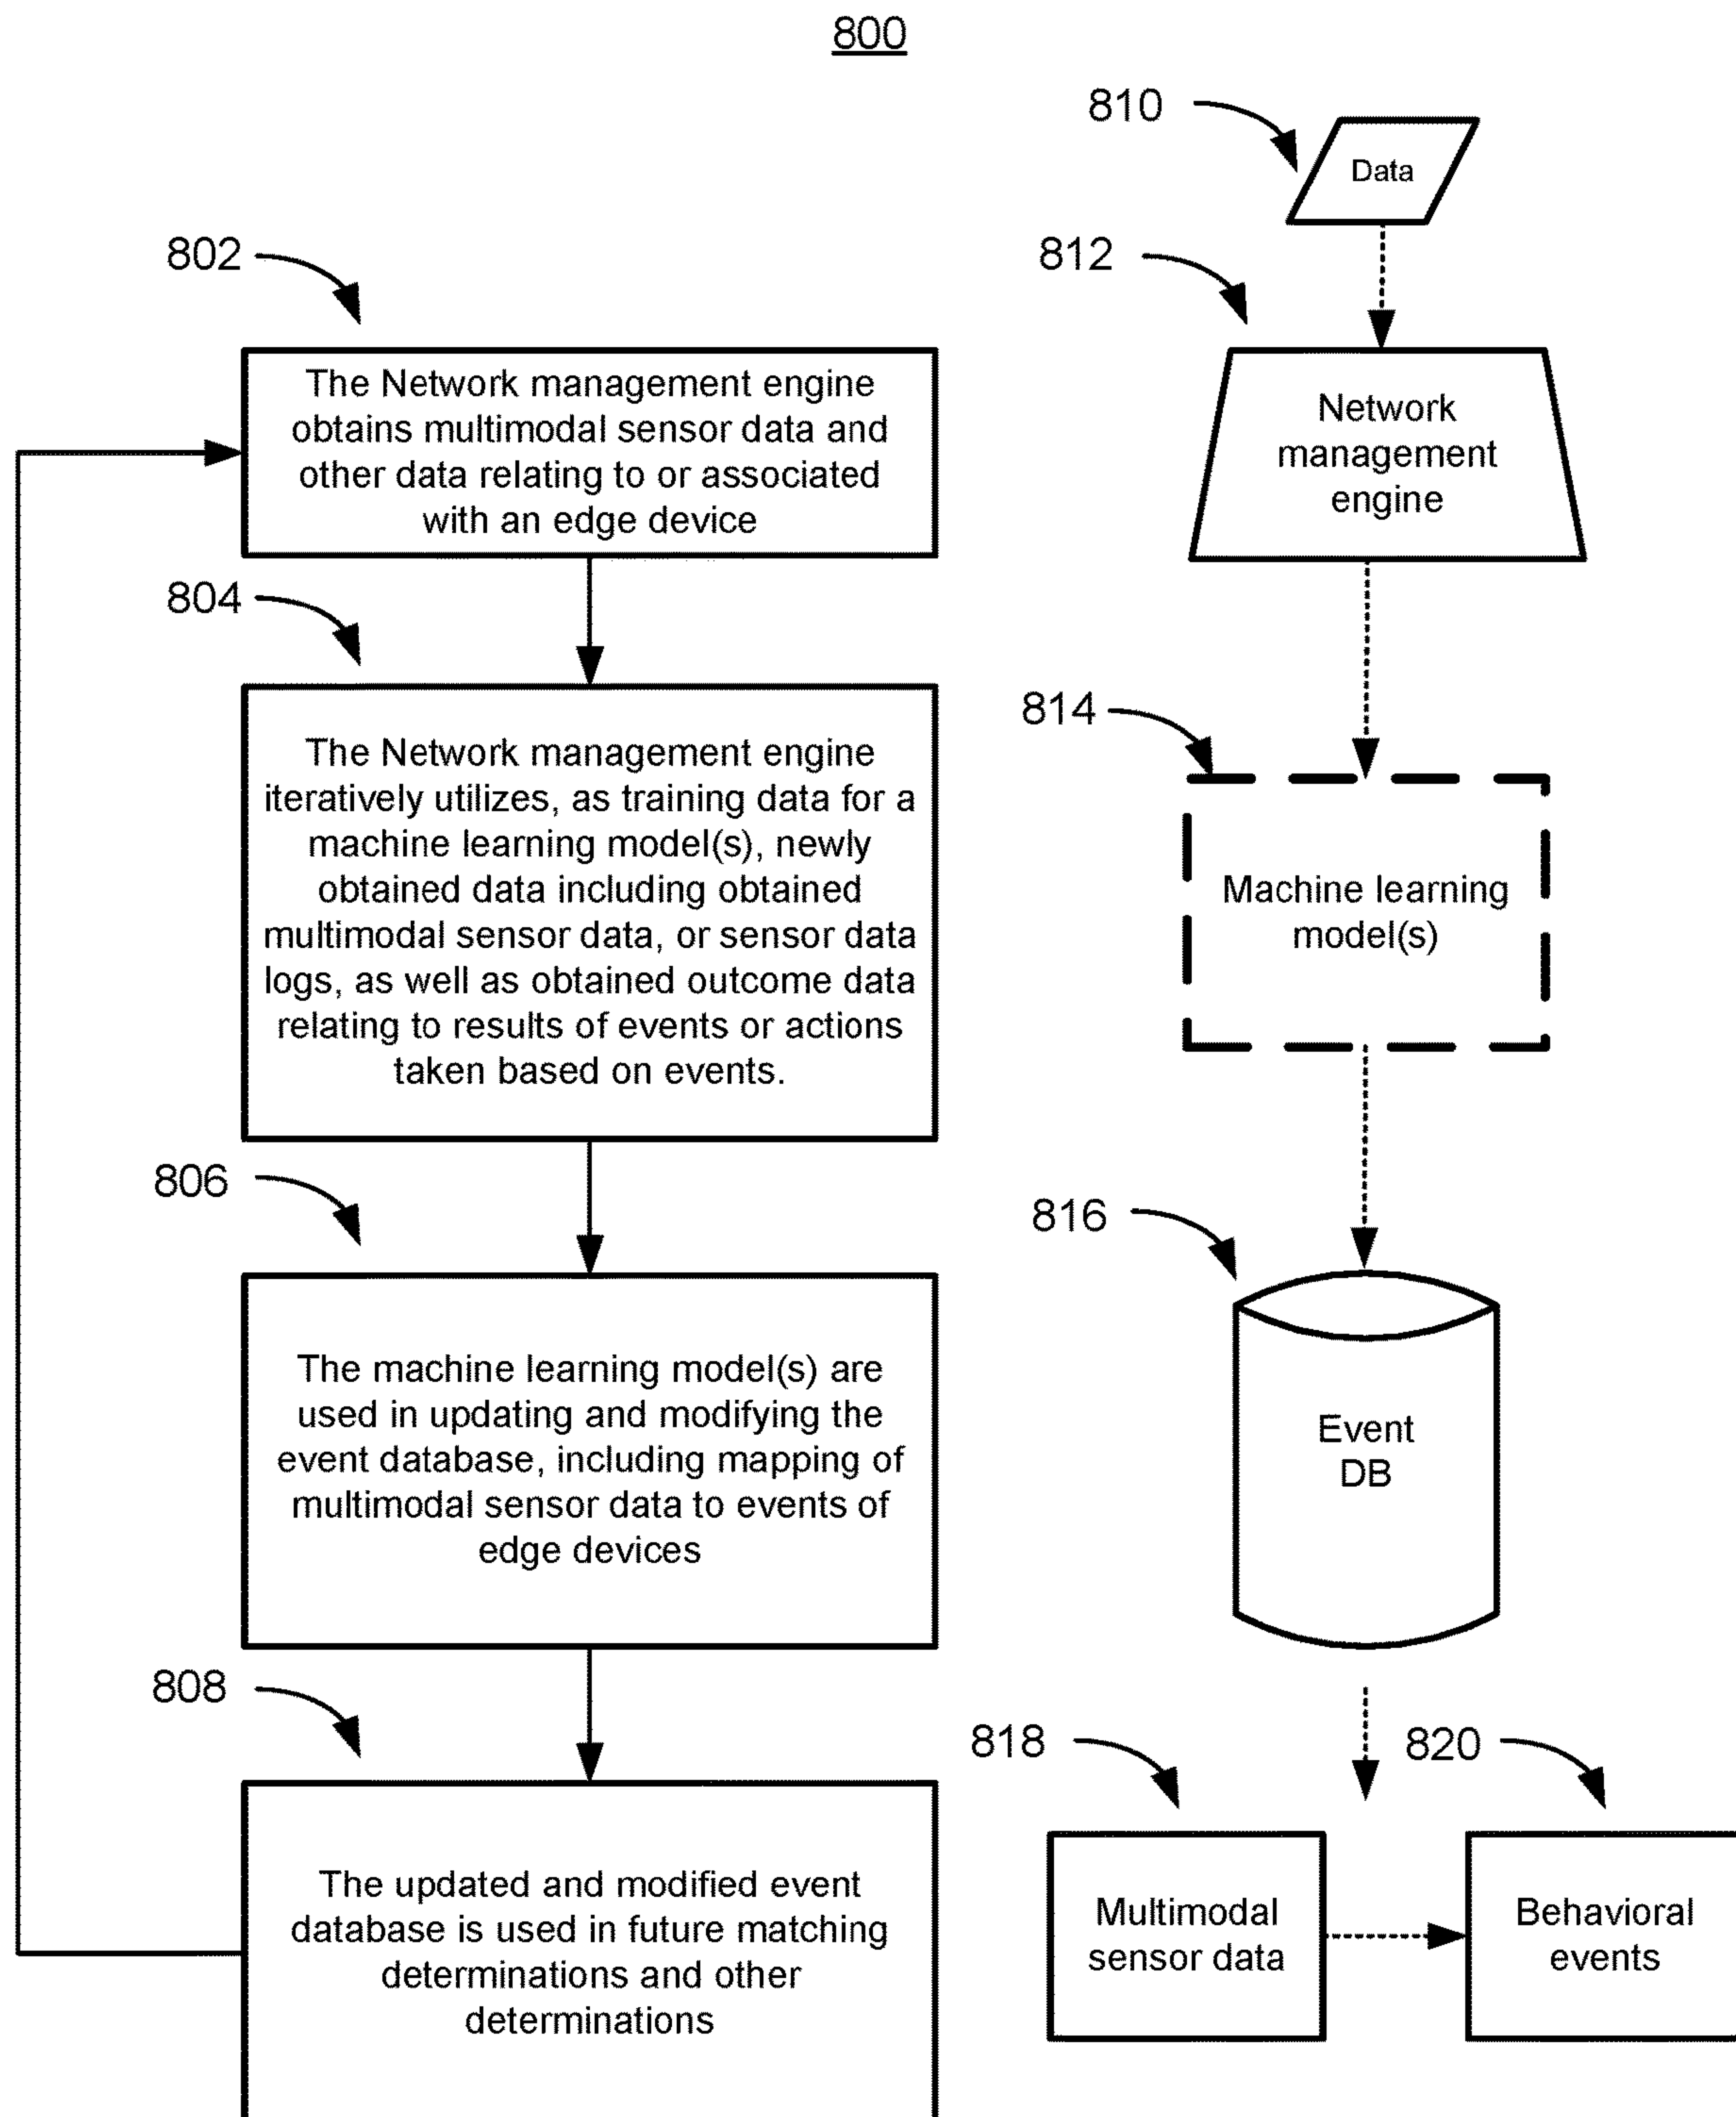 800
802
The Network management engine
obtains multimodal sensor data and
other data relating to or associated
with an edge device
804
The Network management engine
iteratively utilizes, as training data for a
machine learning model(s), newly
obtained data including obtained
multimodal sensor data, or sensor data
logs, as well as obtained outcome data
relating to results of events or actions
taken based on events.
806
The machine learning model(s) are
used in updating and modifying the
event database, including mapping of
multimodal sensor data to events of
edge devices
808
The updated and modified event
database is used in future matching
determinations and other
determinations
810
Data
812
Network
management
engine
814
Machine learning
model(s)
816
Event
DB
818
Multimodal
sensor data
820
Behavioral
events